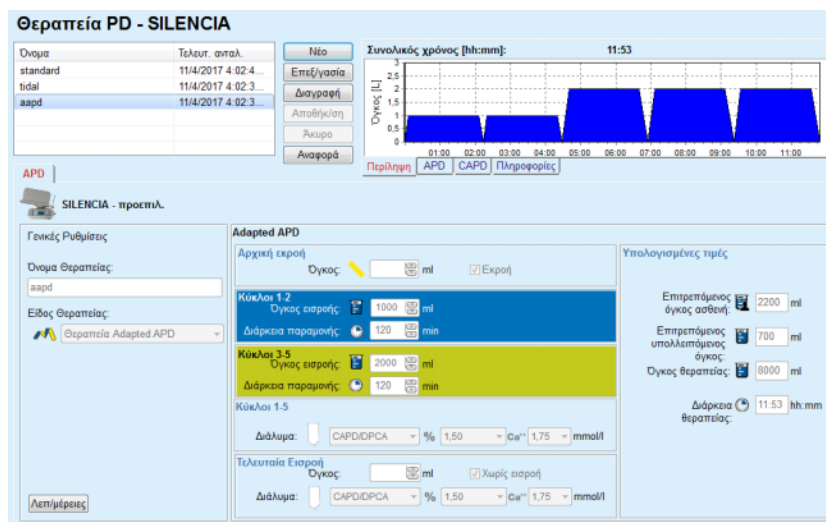 Θεραπεία PD - SILENCIA
Όνομα Τελευτ. ανταλ.
standard 11/4/2017 4:02:4...
tidal 11/4/2017 4:02:3...
aapd 11/4/2017 4:02:3...
Νέο
Επεξ/γασία
Διαγραφή
Αποθήκ/ση
Άκυρο
Αναφορά
Συνολικός χρόνος [hh:mm]: 11:53
Όγκος [L]
3
2,5
2
1,5
1
0,5
0
01:00 02:00 03:00 04:00 05:00 06:00 07:00 08:00 09:00 10:00 11:00
Περίληψη APD CAPD Πληροφορίες
APD
SILENCIA - προεπιλ.
Γενικές Ρυθμίσεις
Όνομα Θεραπείας:
aapd
Είδος Θεραπείας:
Θεραπεία Adapted APD
Λεπ/μέρειες
Adapted APD
Αρχική εκροή
Όγκος: ml Εκροή
Κύκλοι 1-2
Όγκος εισροής: 1000 ml
Διάρκεια παραμονής: 120 min
Κύκλοι 3-5
Όγκος εισροής: 2000 ml
Διάρκεια παραμονής: 120 min
Κύκλοι 1-5
Διάλυμα: CAPD/DPCA % 1,50 Ca++ 1,75 mmol/l
Τελευταία Εισροή
Όγκος: ml Χωρίς εισροή
Διάλυμα: CAPD/DPCA % 1,50 Ca++ 1,75 mmol/l
Υπολογισμένες τιμές
Επιτρεπόμενος
όγκος ασθενή: 2200 ml
Επιτρεπόμενος
υπολλειπόμενος 700 ml
όγκος:
Όγκος θεραπείας: 8000 ml
Διάρκεια 11:53 hh:mm
θεραπείας: